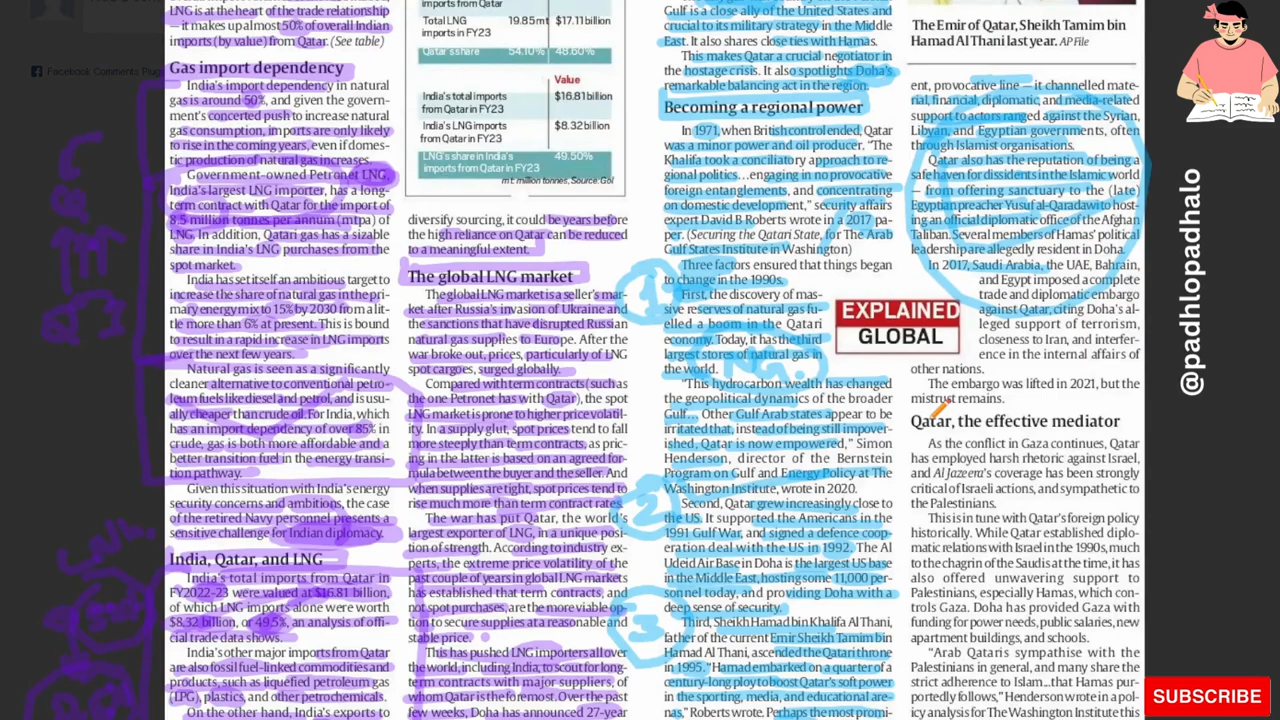 LNG is at the heart of the trade relationship
— it makes up almost 50% of overall Indian
imports (by value) from Qatar. (See table)
Gas import dependency
India's import dependency in natural
gas is around 50%, and given the govern-
ment's concerted push to increase natural
gas consumption, imports are only likely
to rise in the coming years, even if domes-
tic production of natural gas increases.
Government-owned Petronet LNG,
India's largest LNG importer, has a long-
term contract with Qatar for the import of
8.5 million tonnes per annum (mtpa) of
LNG. In addition, Qatari gas has a sizable
share in India's LNG purchases from the
spot market.
India has set itself an ambitious target to
increase the share of natural gas in the pri-
mary energy mix to 15% by 2030 from a lit-
tle more than 6% at present. This is bound
to result in a rapid increase in LNG imports
over the next few years.
Natural gas is seen as a significantly
cleaner alternative to conventional petro-
leum fuels like diesel and petrol, and is usu-
ally cheaper than crude oil. For India, which
has an import dependency of over 85% in
crude, gas is both more affordable and a
better transition fuel in the energy transi-
tion pathway.
Given this situation with India's energy
security concerns and ambitions, the case
of the retired Navy personnel presents a
sensitive challenge for Indian diplomacy.
India, Qatar, and LNG
India's total imports from Qatar in
FY2022-23 were valued at $16.81 billion,
of which LNG imports alone were worth
$8.32 billion, or 49.5%, an analysis of offi-
cial trade data shows.
India's other major imports from Qatar
are also fossil fuel-linked commodities and
products, such as liquefied petroleum gas
(LPG), plastics, and other petrochemicals.
On the other hand, India's exports to
imports from Qatar
Total LNG 19.85mt $17.11 billion
imports in FY23
Qatar's share 54.10% 48.60%
Value
India's total imports $16.81 billion
from Qatar in FY23
India's LNG imports $8.32 billion
from Qatar in FY23
LNG's share in India's 49.50%
imports from Qatar in FY23
mt: million tonnes, Source: GoI
diversify sourcing, it could be years before
the high reliance on Qatar can be reduced
to a meaningful extent.
The global LNG market
The global LNG market is a seller's mar-
ket after Russia's invasion of Ukraine and
the sanctions that have disrupted Russian
natural gas supplies to Europe. After the
war broke out, prices, particularly of LNG
spot cargoes, surged globally.
Compared with term contracts (such as
the one Petronet has with Qatar), the spot
LNG market is prone to higher price volatil-
ity. In a supply glut, spot prices tend to fall
more steeply than term contracts, as pric-
ing in the latter is based on an agreed for-
mula between the buyer and the seller. And
when supplies are tight, spot prices tend to
rise much more than term contract rates.
The war has put Qatar, the world's
largest exporter of LNG, in a unique posi-
tion of strength. According to industry ex-
perts, the extreme price volatility of the
past couple of years in global LNG markets
has established that term contracts, and
not spot purchases, are the more viable op-
tion to secure supplies at a reasonable and
stable price.
This has pushed LNG importers all over
the world, including India, to scout for long-
term contracts with major suppliers, of
whom Qatar is the foremost. Over the past
few weeks, Doha has announced 27-year
Gulf is a close ally of the United States and
crucial to its military strategy in the Middle
East. It also shares close ties with Hamas.
This makes Qatar a crucial negotiator in
the hostage crisis. It also spotlights Doha's
remarkable balancing act in the region.
Becoming a regional power
In 1971, when British control ended, Qatar
was a minor power and oil producer. "The
Khalifa took a conciliatory approach to re-
gional politics…engaging in no provocative
foreign entanglements, and concentrating
on domestic development," security affairs
expert David B Roberts wrote in a 2017 pa-
per. (Securing the Qatari State, for The Arab
Gulf States Institute in Washington)
Three factors ensured that things began
to change in the 1990s.
First, the discovery of mas-
sive reserves of natural gas fu-
elled a boom in the Qatari
economy. Today, it has the third
largest stores of natural gas in
the world.
"This hydrocarbon wealth has changed
the geopolitical dynamics of the broader
Gulf… Other Gulf Arab states appear to be
irritated that, instead of being still impover-
ished, Qatar is now empowered," Simon
Henderson, director of the Bernstein
Program on Gulf and Energy Policy at The
Washington Institute, wrote in 2020.
Second, Qatar grew increasingly close to
the US. It supported the Americans in the
1991 Gulf War, and signed a defence coop-
eration deal with the US in 1992. The Al
Udeid Air Base in Doha is the largest US base
in the Middle East, hosting some 11,000 per-
sonnel today, and providing Doha with a
deep sense of security.
Third, Sheikh Hamad bin Khalifa Al Thani,
father of the current Emir Sheikh Tamim bin
Hamad Al Thani, ascended the Qatari throne
in 1995. "Hamad embarked on a quarter of a
century-long ploy to boost Qatar's soft power
in the sporting, media, and educational are-
nas," Roberts wrote. Perhaps the most promi-
1
NG.
2
3
EXPLAINED
GLOBAL
The Emir of Qatar, Sheikh Tamim bin
Hamad Al Thani last year. AP File
ent, provocative line — it channelled mate-
rial, financial, diplomatic, and media-related
support to actors ranged against the Syrian,
Libyan, and Egyptian governments, often
through Islamist organisations.
Qatar also has the reputation of being a
safe haven for dissidents in the Islamic world
— from offering sanctuary to the (late)
Egyptian preacher Yusuf al-Qaradawi to host-
ing an official diplomatic office of the Afghan
Taliban. Several members of Hamas' political
leadership are allegedly resident in Doha.
In 2017, Saudi Arabia, the UAE, Bahrain,
and Egypt imposed a complete
trade and diplomatic embargo
against Qatar, citing Doha's al-
leged support of terrorism,
closeness to Iran, and interfer-
ence in the internal affairs of
other nations.
The embargo was lifted in 2021, but the
mistrust remains.
Qatar, the effective mediator
As the conflict in Gaza continues, Qatar
has employed harsh rhetoric against Israel,
and Al Jazeera's coverage has been strongly
critical of Israeli actions, and sympathetic to
the Palestinians.
This is in tune with Qatar's foreign policy
historically. While Qatar established diplo-
matic relations with Israel in the 1990s, much
to the chagrin of the Saudis at the time, it has
also offered unwavering support to
Palestinians, especially Hamas, which con-
trols Gaza. Doha has provided Gaza with
funding for power needs, public salaries, new
apartment buildings, and schools.
"Arab Qataris sympathise with the
Palestinians in general, and many share the
strict adherence to Islam…that Hamas pur-
portedly follows," Henderson wrote in a pol-
icy analysis for The Washington Institute this
@padhlopadhalo
SUBSCRIBE
Facebook Comments Plug